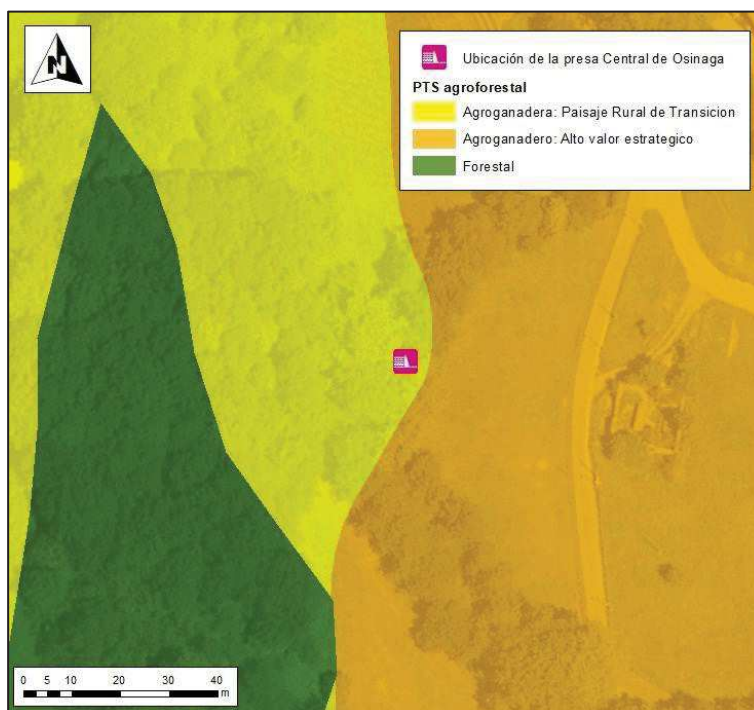 N
Ubicación de la presa Central de Osinaga
PTS agroforestal
Agroganadera: Paisaje Rural de Transicion
Agroganadero: Alto valor estrategico
Forestal
0 5 10 20 30 40
m